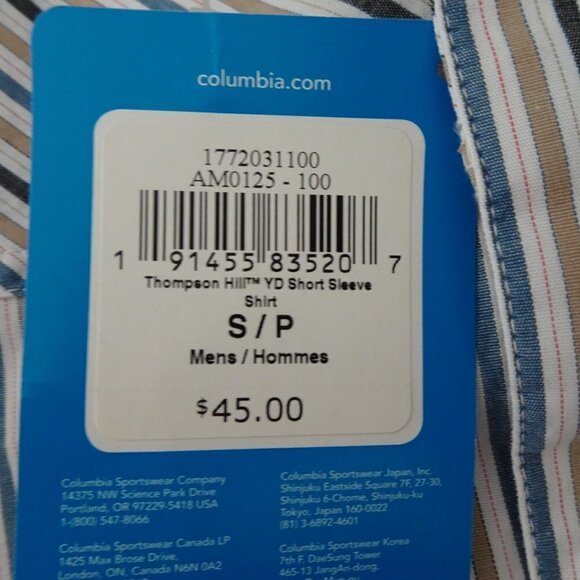 columbia.com
1772031100
AM0125 - 100
1 91455 83520 7
Thompson Hill™ YD Short Sleeve
Shirt
S / P
Mens / Hommes
$45.00
Columbia Sportswear Company
14375 NW Science Park Drive
Portland, OR 97229-5418 USA
1-(800) 547-8066
Columbia Sportswear Canada LP
1425 Max Brose Drive,
London, ON, Canada N6N 0A2
Columbia Sportswear Japan, Inc.
Shinjuku Eastside Square 7F, 27-30,
Shinjuku 6-Chome, Shinjuku-ku
Tokyo, Japan 160-0022
(81) 3-6892-4601
Columbia Sportswear Korea
7th F. DaeSung Tower
465-13 JangAn-dong,